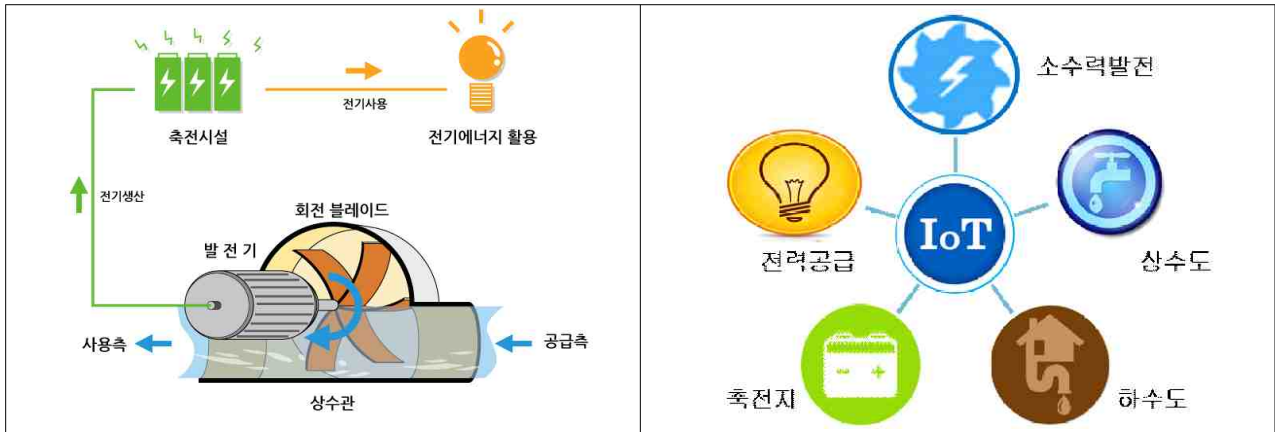 축전시설
전기사용
전기에너지 활용
전기생산
회전 블레이드
발 전 기
사용측
공급측
상수관
소수력발전
전력공급
IoT
상수도
축전지
하수도